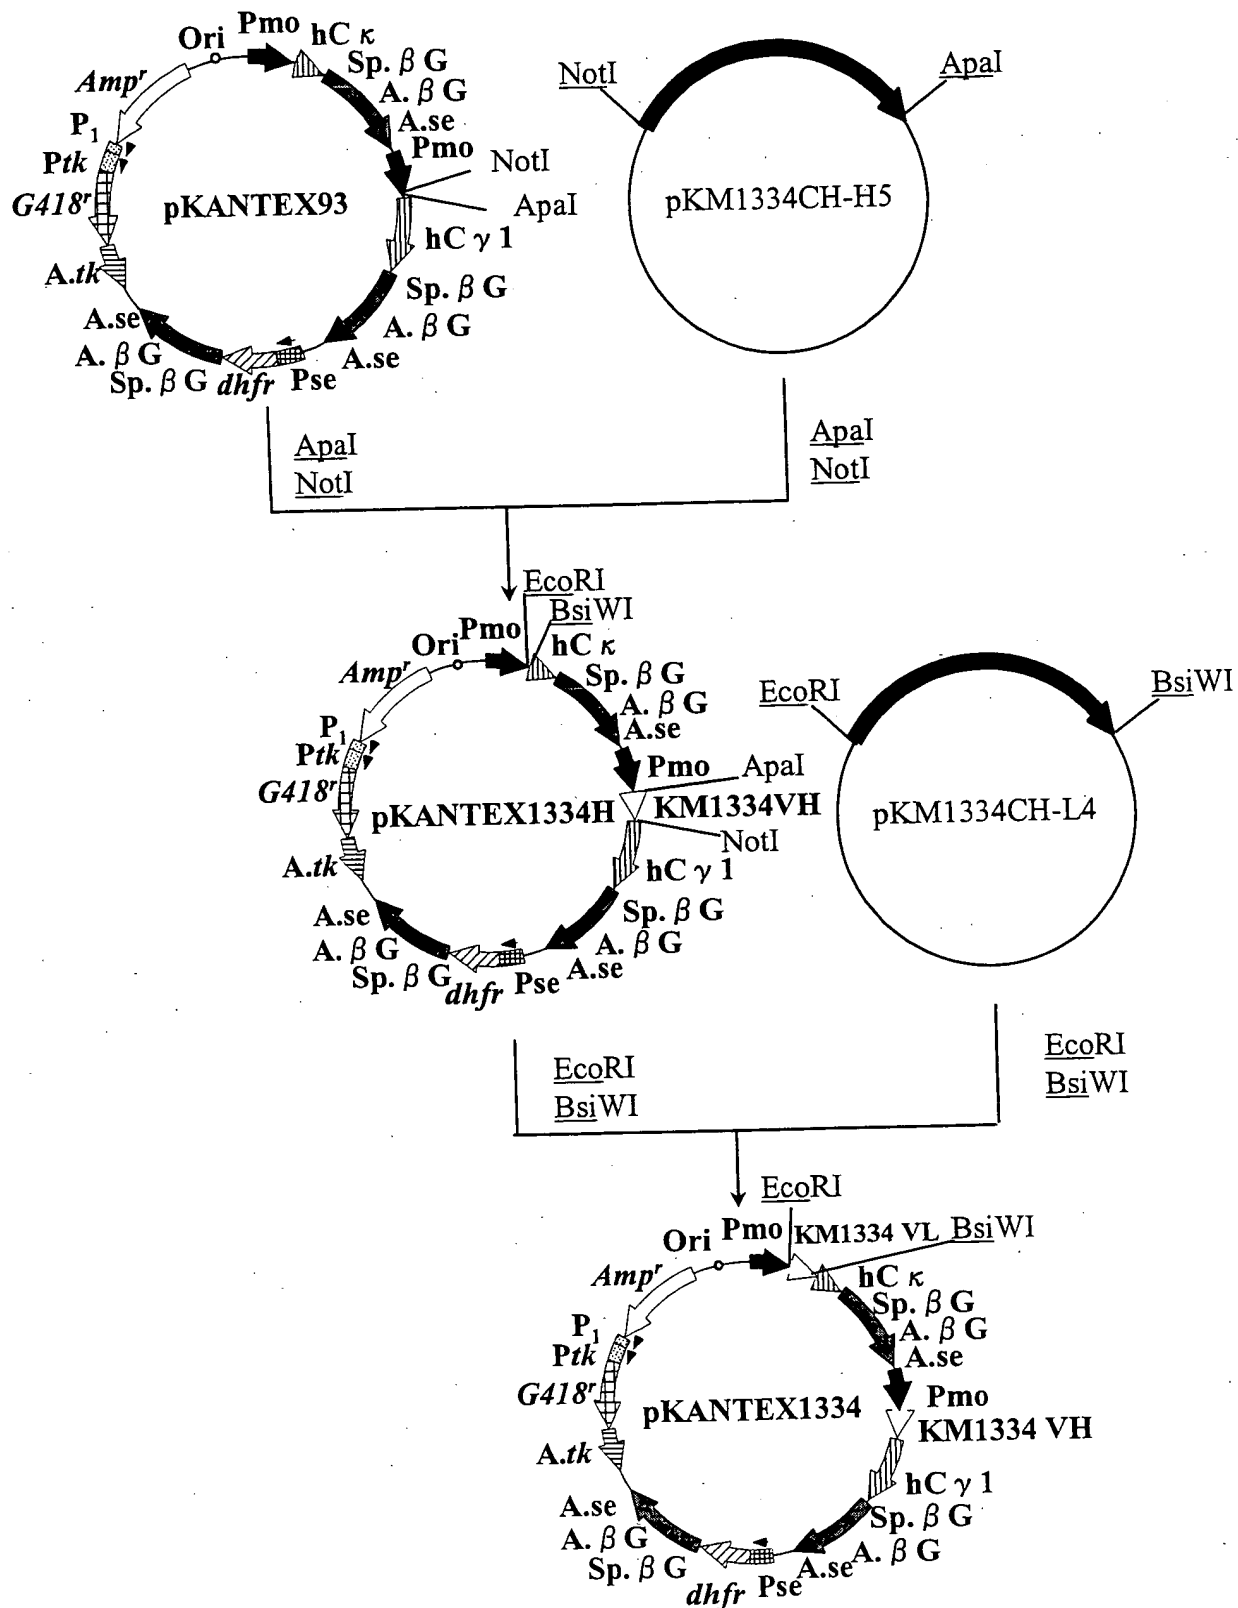 Ori
Pmo
hC κ
Sp. β G
A. β G
A.se
Pmo
NotI
ApaI
hC γ 1
Sp. β G
A. β G
A.se
Pse
dhfr
Sp. β G
A. β G
A.se
A.tk
G418r
Ptk
P1
Ampr
pKANTEX93
NotI
ApaI
pKM1334CH-H5
ApaI
NotI
ApaI
NotI
EcoRI
BsiWI
Ori
Pmo
hC κ
Sp. β G
A. β G
A.se
Pmo
ApaI
KM1334VH
NotI
hC γ 1
Sp. β G
A. β G
A.se
Pse
dhfr
Sp. β G
A. β G
A.se
A.tk
G418r
Ptk
P1
Ampr
pKANTEX1334H
EcoRI
BsiWI
pKM1334CH-L4
EcoRI
BsiWI
EcoRI
BsiWI
EcoRI
Ori
Pmo
KM1334 VL
BsiWI
hC κ
Sp. β G
A. β G
A.se
Pmo
KM1334 VH
hC γ 1
Sp. β G
A. β G
A.se
Pse
dhfr
Sp. β G
A. β G
A.se
A.tk
G418r
Ptk
P1
Ampr
pKANTEX1334